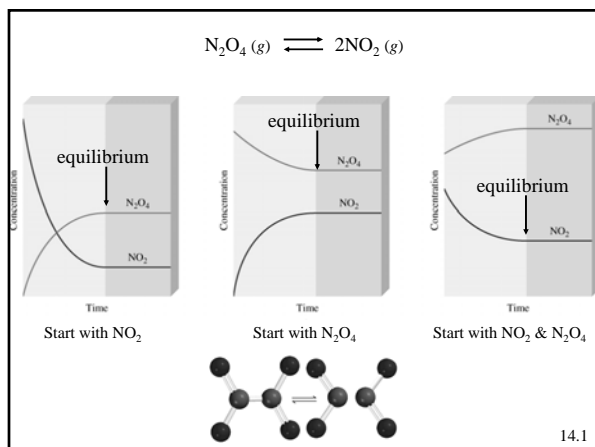 N₂O₄ (g) ⇌ 2NO₂ (g)
equilibrium
Concentration
N₂O₄
NO₂
Time
Start with NO₂
equilibrium
Concentration
N₂O₄
NO₂
Time
Start with N₂O₄
N₂O₄
equilibrium
Concentration
NO₂
Time
Start with NO₂ & N₂O₄
14.1